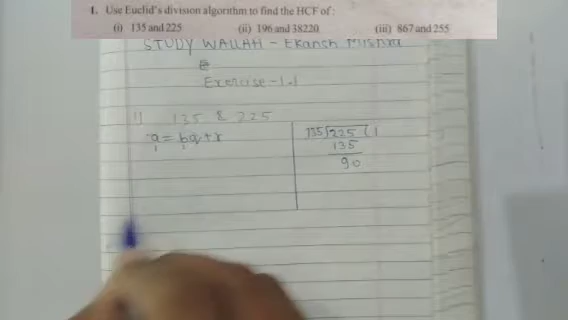 1. Use Euclid's division algorithm to find the HCF of :
(i) 135 and 225 (ii) 196 and 38220 (iii) 867 and 255
STUDY WALLAH - Ekansh Mishra
Exercise-1.1
1) 135 & 225
a = bq+r
135)225(1
135
90